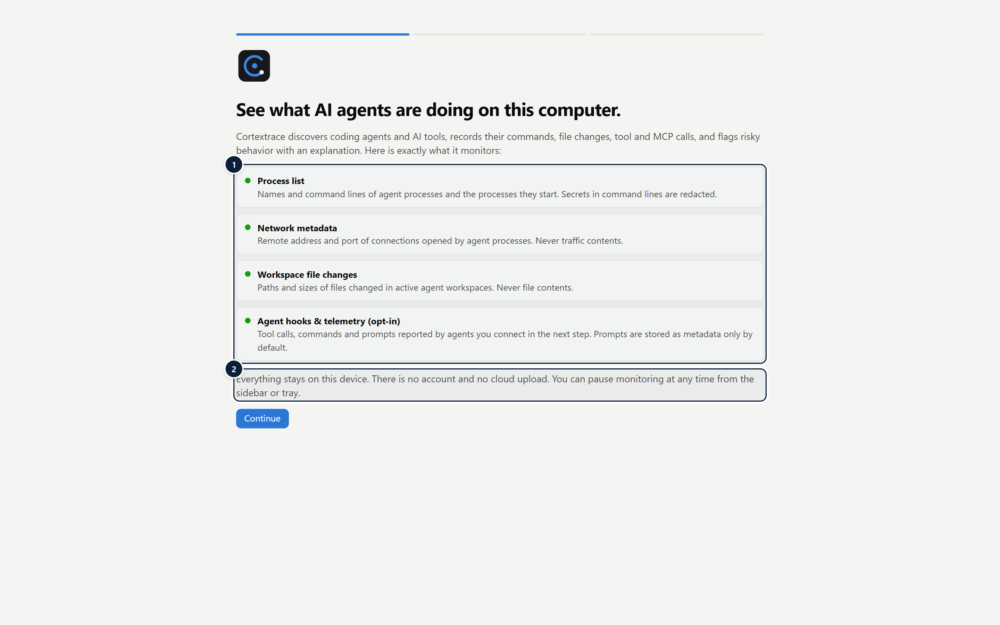 See what AI agents are doing on this computer.
Cortextrace discovers coding agents and AI tools, records their commands, file changes, tool and MCP calls, and flags risky
behavior with an explanation. Here is exactly what it monitors:
1
Process list
Names and command lines of agent processes and the processes they start. Secrets in command lines are redacted.
Network metadata
Remote address and port of connections opened by agent processes. Never traffic contents.
Workspace file changes
Paths and sizes of files changed in active agent workspaces. Never file contents.
Agent hooks & telemetry (opt-in)
Tool calls, commands and prompts reported by agents you connect in the next step. Prompts are stored as metadata only by
default.
2
Everything stays on this device. There is no account and no cloud upload. You can pause monitoring at any time from the
sidebar or tray.
Continue